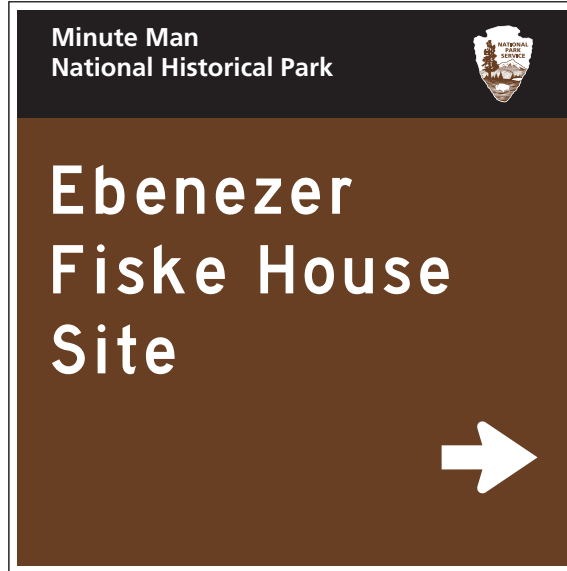 Minute Man
National Historical Park
NATIONAL
PARK
SERVICE
Ebenezer
Fiske House
Site